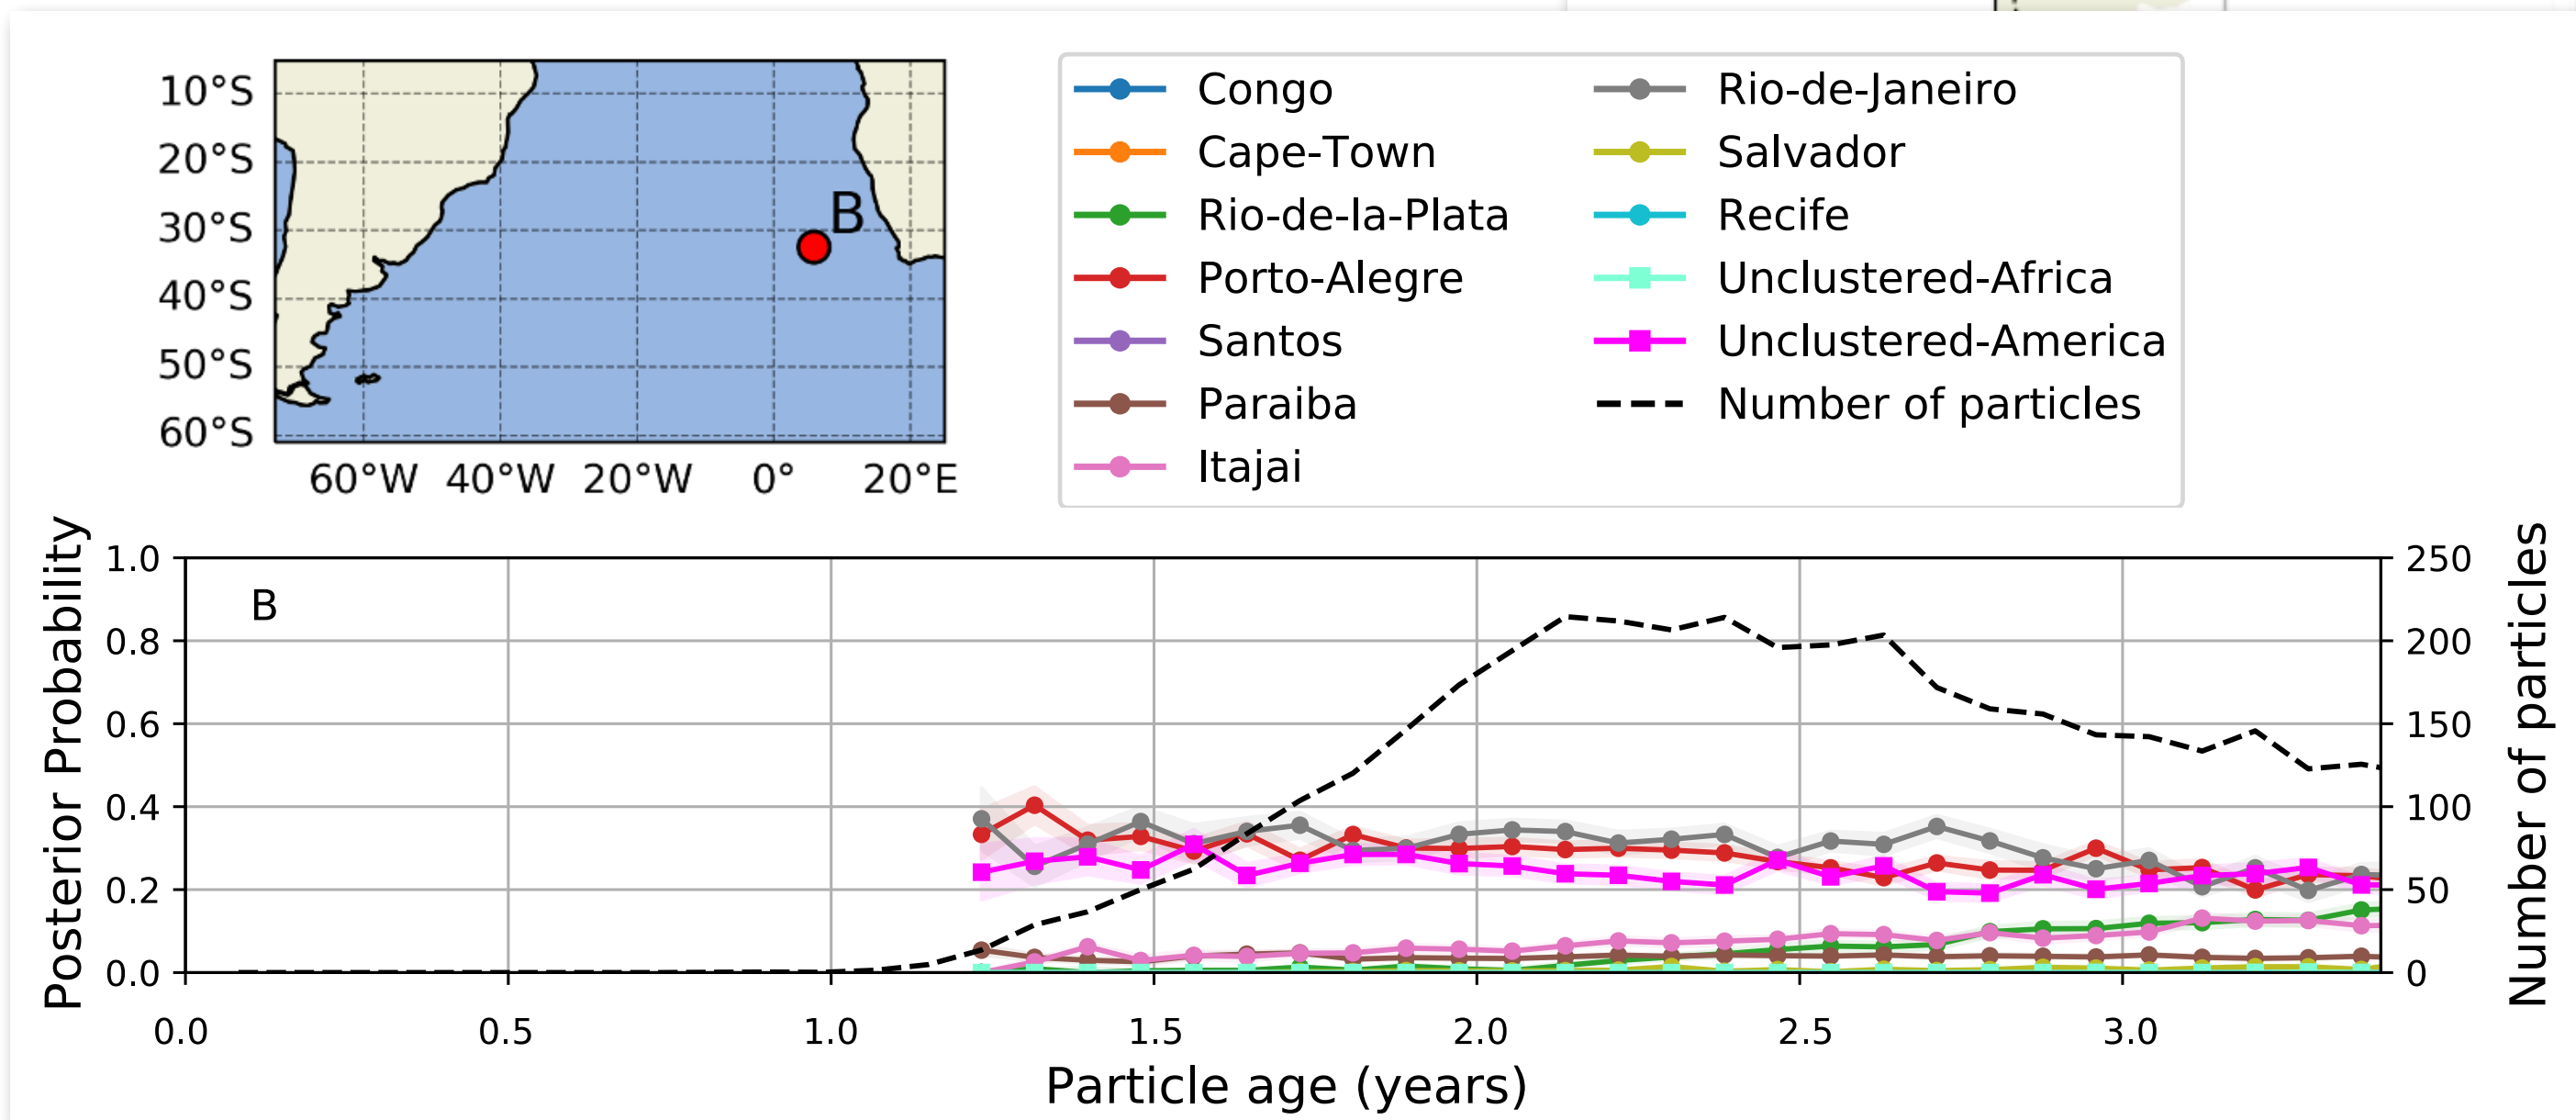 10°S
20°S
30°S
40°S
50°S
60°S
60°W 40°W 20°W 0° 20°E
B
Congo
Cape-Town
Rio-de-la-Plata
Porto-Alegre
Santos
Paraiba
Itajai
Rio-de-Janeiro
Salvador
Recife
Unclustered-Africa
Unclustered-America
Number of particles
Posterior Probability
1.0
0.8
0.6
0.4
0.2
0.0
B
250
200
150
100
50
0
Number of particles
0.0 0.5 1.0 1.5 2.0 2.5 3.0
Particle age (years)